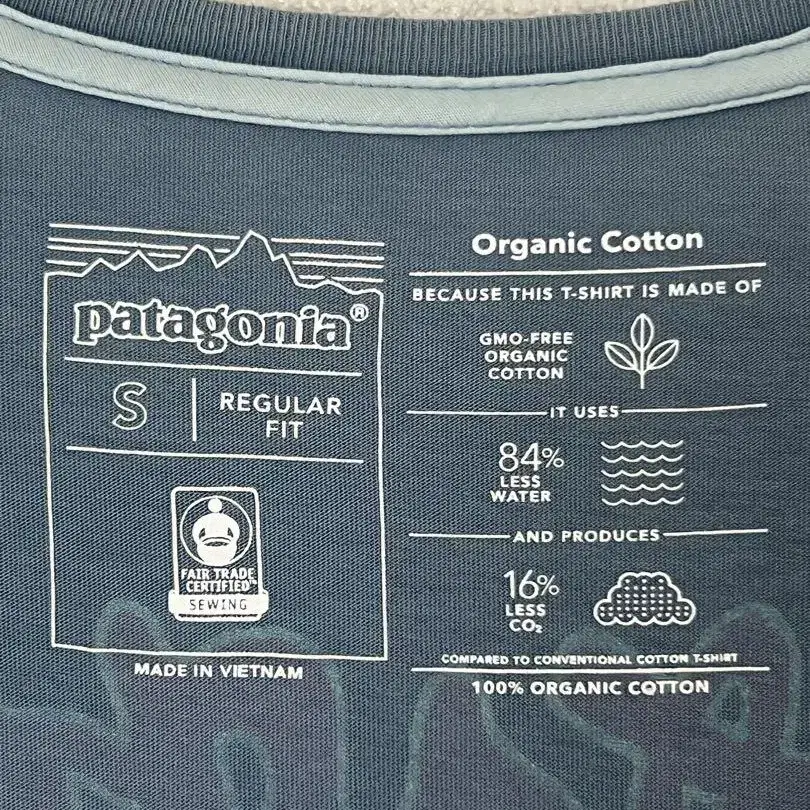 patagonia®
S
REGULAR
FIT
FAIR TRADE
CERTIFIED™
SEWING
MADE IN VIETNAM
Organic Cotton
BECAUSE THIS T-SHIRT IS MADE OF
GMO-FREE
ORGANIC
COTTON
IT USES
84%
LESS
WATER
AND PRODUCES
16%
LESS
CO₂
COMPARED TO CONVENTIONAL COTTON T-SHIRT
100% ORGANIC COTTON